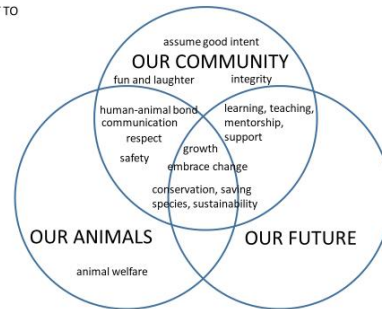 TO
assume good intent
OUR COMMUNITY
fun and laughter
integrity
human-animal bond
communication
respect
safety
learning, teaching,
mentorship,
support
growth
embrace change
conservation, saving
species, sustainability
OUR ANIMALS
OUR FUTURE
animal welfare